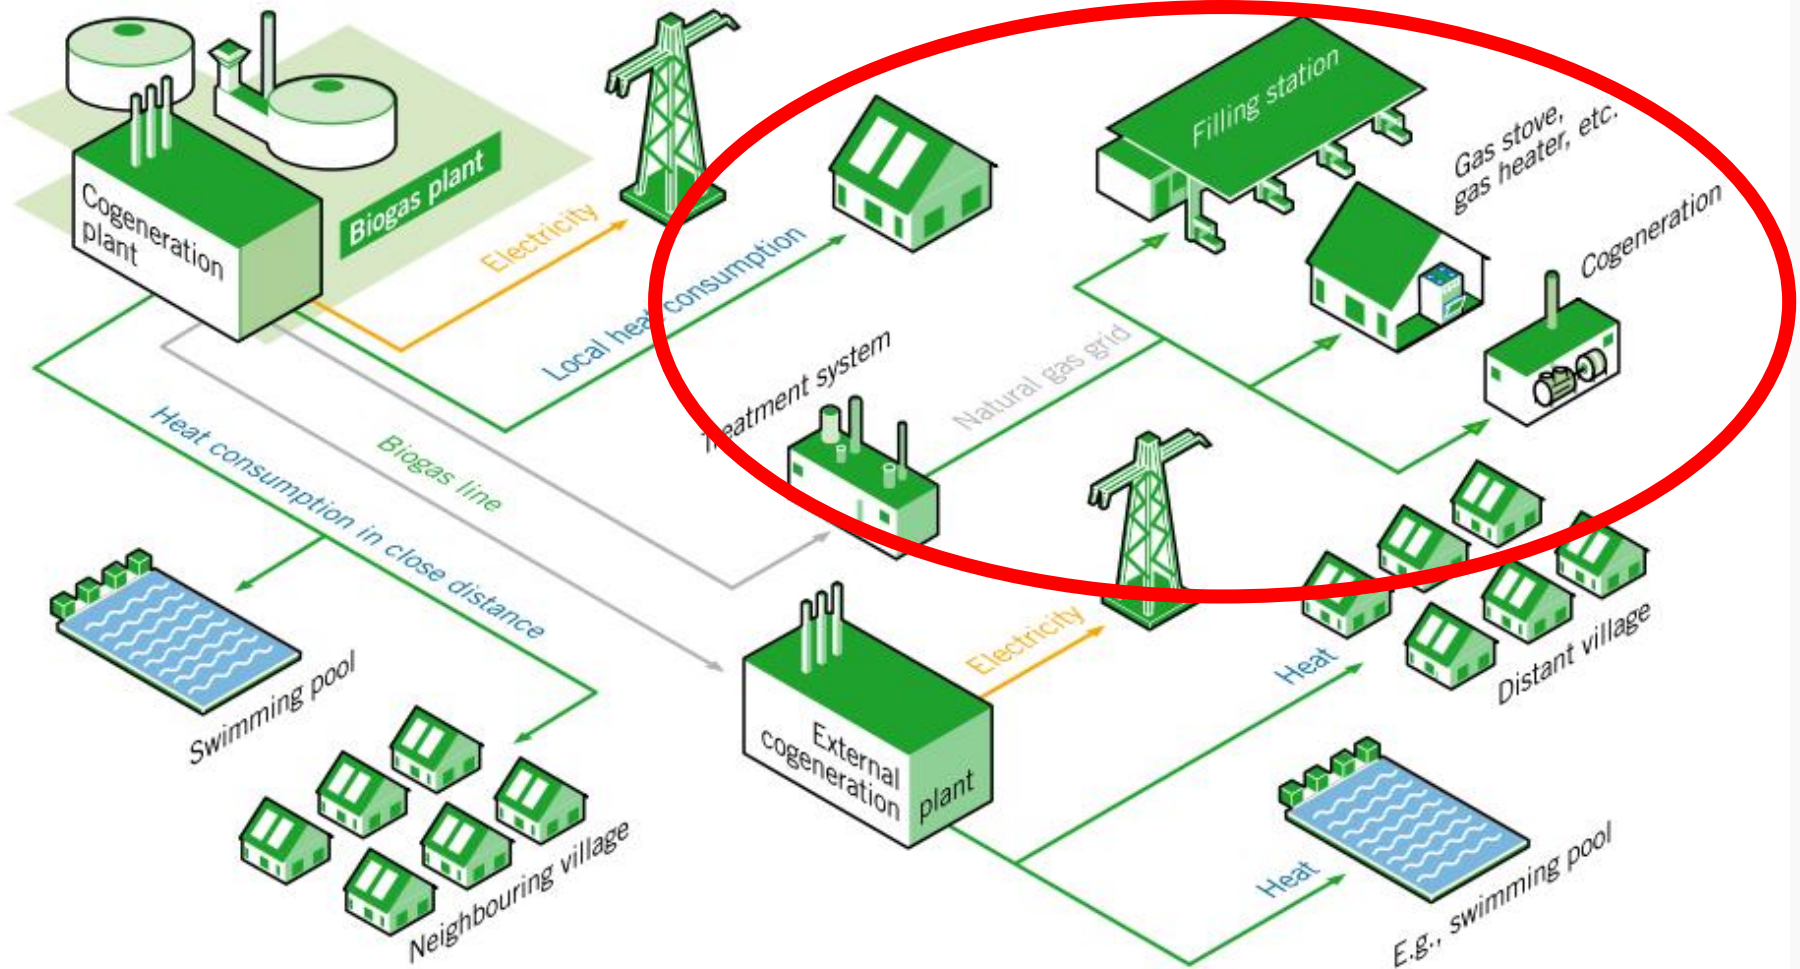 Cogeneration
plant
Biogas plant
Electricity
Local heat consumption
Filling station
Gas stove,
gas heater, etc.
Cogeneration
Treatment system
Natural gas grid
Biogas line
Heat consumption in close distance
Swimming pool
Neighbouring village
External
cogeneration
plant
Electricity
Heat
Distant village
Heat
E.g., swimming pool